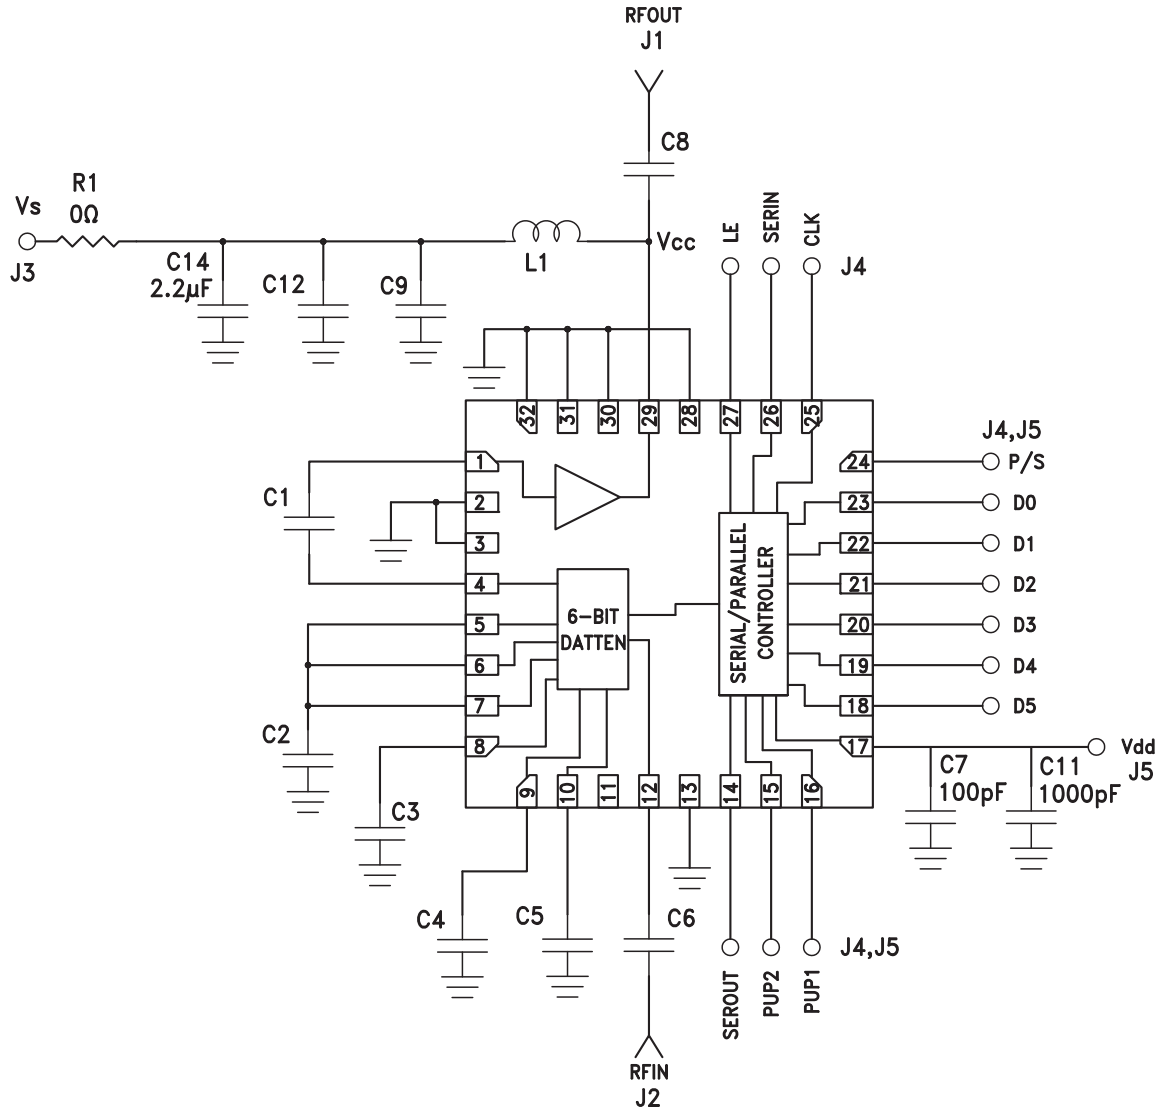 RFOUT
J1
C8
R1
0Ω
Vs
J3
C14
2.2µF
C12
C9
L1
Vcc
LE
SERIN
CLK
J4
32
31
30
29
28
27
26
25
J4,J5
1
24
P/S
C1
2
23
D0
3
22
D1
4
21
D2
SERIAL/PARALLEL
CONTROLLER
6-BIT
DATTEN
5
20
D3
6
19
D4
7
18
D5
C2
8
17
Vdd
J5
C7
100pF
C11
1000pF
9
10
11
12
13
14
15
16
C3
C4
C5
C6
J4,J5
SEROUT
PUP2
PUP1
RFIN
J2